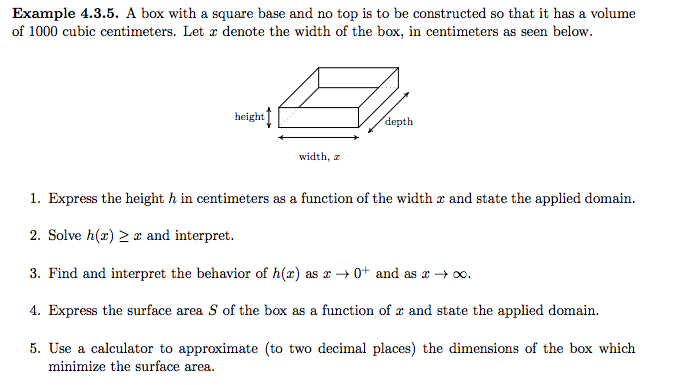 Example 4.3.5. A box with a square base and no top is to be constructed so that it has a volume
of 1000 cubic centimeters. Let x denote the width of the box, in centimeters as seen below.
height
depth
width, x
1. Express the height h in centimeters as a function of the width x and state the applied domain.
2. Solve h(x) ≥ x and interpret.
3. Find and interpret the behavior of h(x) as x → 0⁺ and as x → ∞.
4. Express the surface area S of the box as a function of x and state the applied domain.
5. Use a calculator to approximate (to two decimal places) the dimensions of the box which
minimize the surface area.